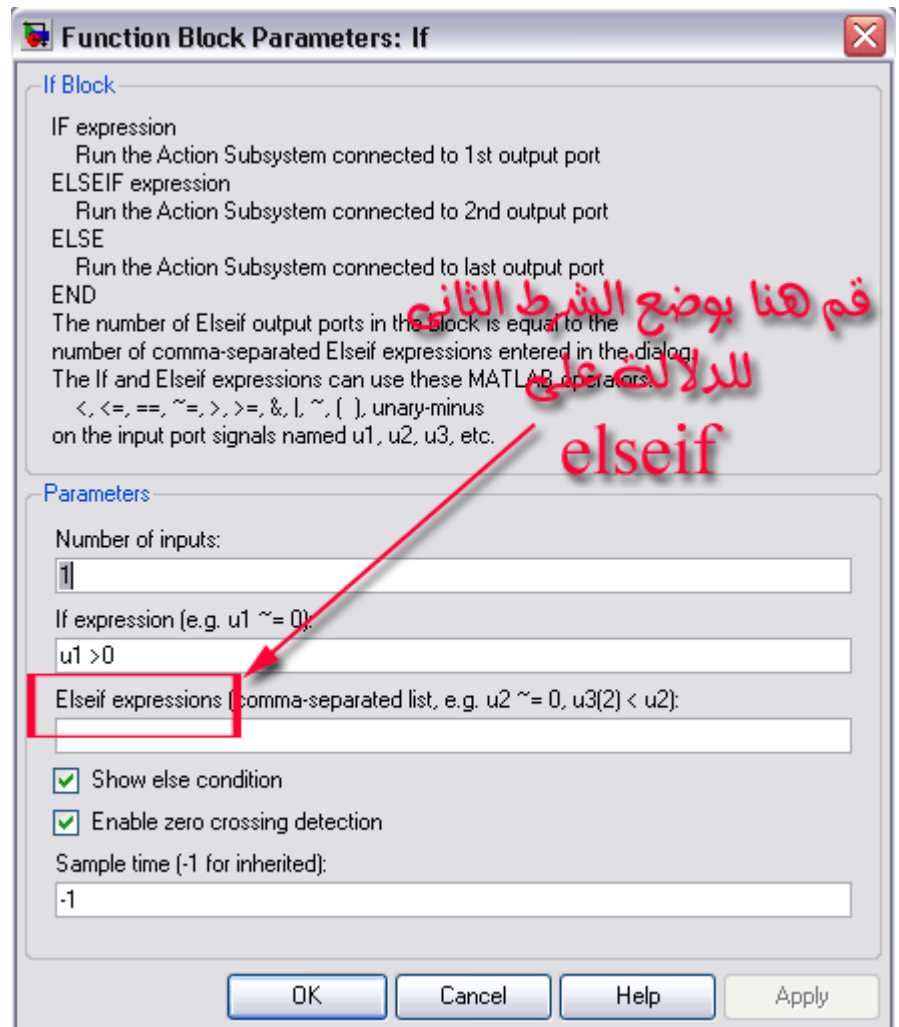 Function Block Parameters: If
If Block
IF expression
Run the Action Subsystem connected to 1st output port
ELSEIF expression
Run the Action Subsystem connected to 2nd output port
ELSE
Run the Action Subsystem connected to last output port
END
The number of Elseif output ports in the block is equal to the
number of comma-separated Elseif expressions entered in the dialog.
The If and Elseif expressions can use these MATLAB operators:
<, <=, ==, ~=, >, >=, &, |, ~, ( ), unary-minus
on the input port signals named u1, u2, u3, etc.
قم هنا بوضع الشرط الثانى
للدلالة على
elseif
Parameters
Number of inputs:
1
If expression (e.g. u1 ~= 0):
u1 >0
Elseif expressions (comma-separated list, e.g. u2 ~= 0, u3(2) < u2):
Show else condition
Enable zero crossing detection
Sample time (-1 for inherited):
-1
OK Cancel Help Apply